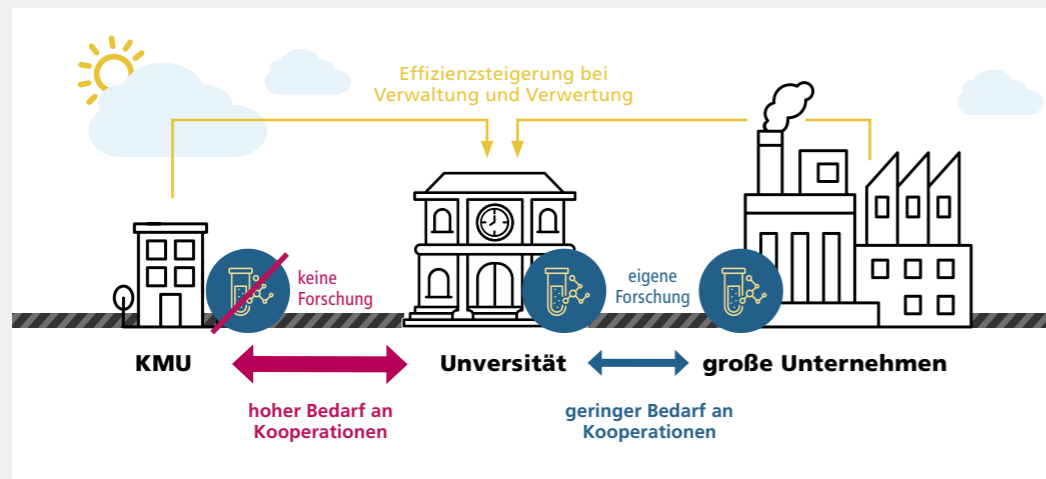 Effizienzsteigerung bei
Verwaltung und Verwertung
keine
Forschung
eigene
Forschung
KMU
Unversität
große Unternehmen
hoher Bedarf an
Kooperationen
geringer Bedarf an
Kooperationen